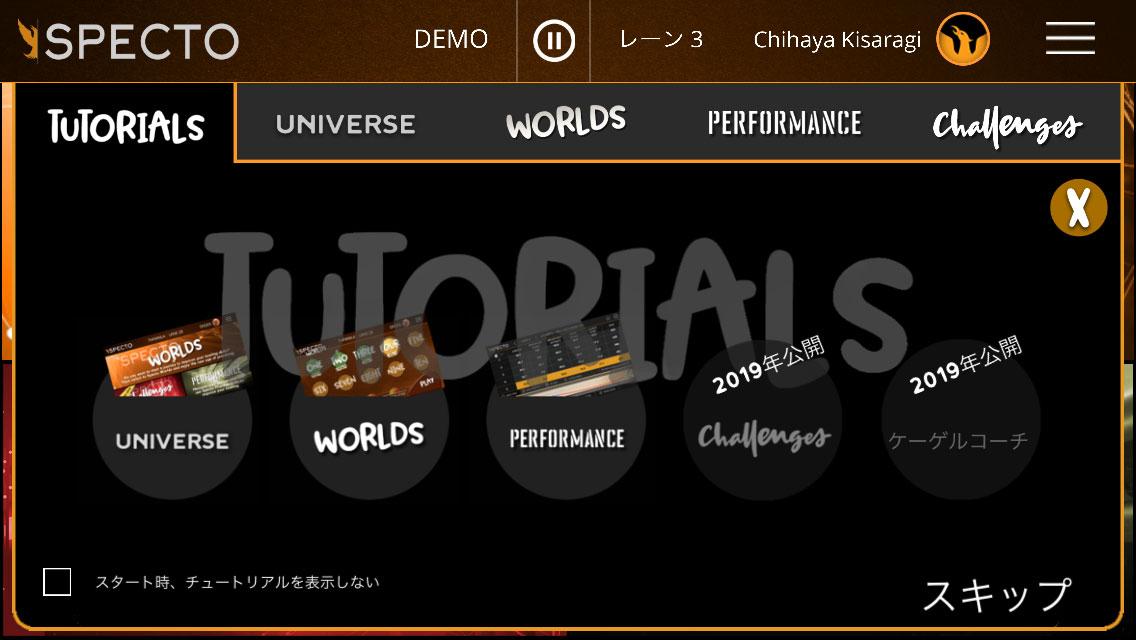 SPECTO
DEMO
レーン 3
Chihaya Kisaragi
TUTORIALS
UNIVERSE
WORLDS
PERFORMANCE
Challenges
X
TUTORIALS
WORLDS
UNIVERSE
WORLDS
PERFORMANCE
2019年公開
Challenges
2019年公開
ケーゲルコーチ
スタート時、チュートリアルを表示しない
スキップ